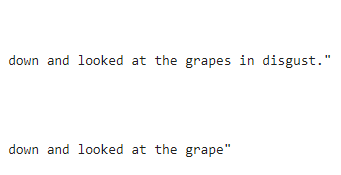 down and looked at the grapes in disgust."
down and looked at the grape"